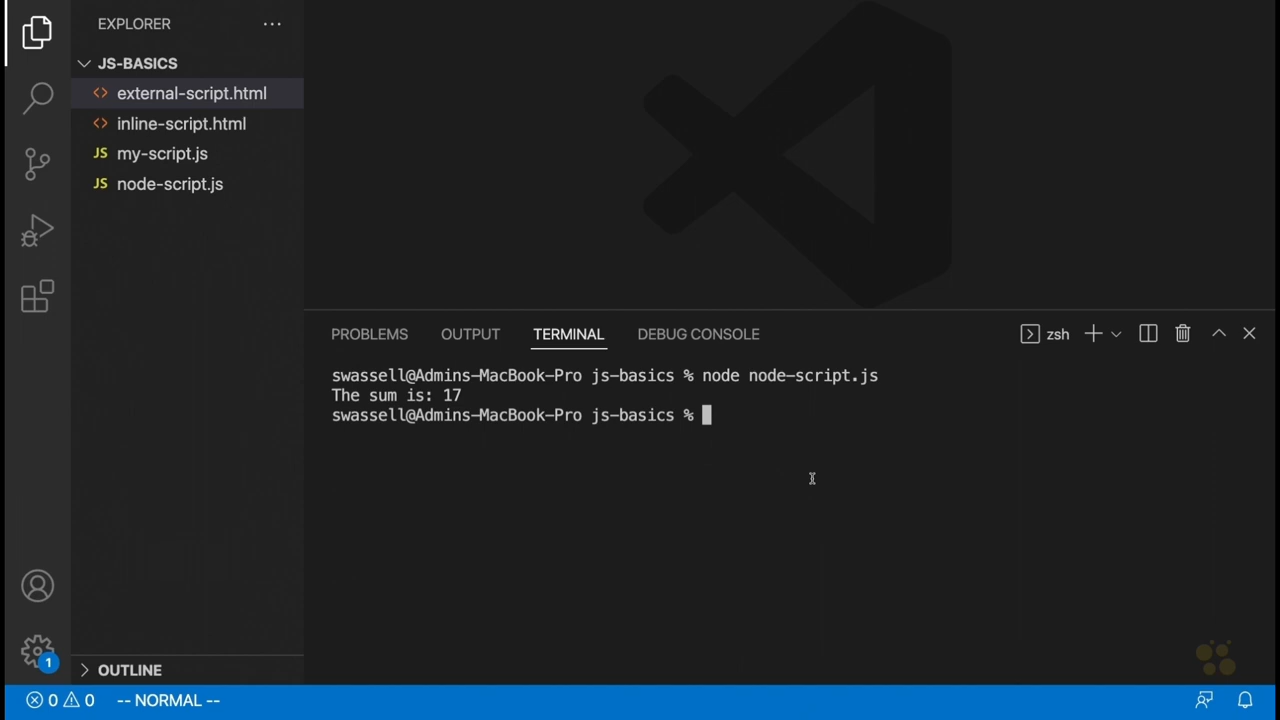 EXPLORER
JS-BASICS
external-script.html
inline-script.html
JS my-script.js
JS node-script.js
OUTLINE
PROBLEMS OUTPUT TERMINAL DEBUG CONSOLE zsh
swassell@Admins-MacBook-Pro js-basics % node node-script.js
The sum is: 17
swassell@Admins-MacBook-Pro js-basics %
1
0 0 -- NORMAL --